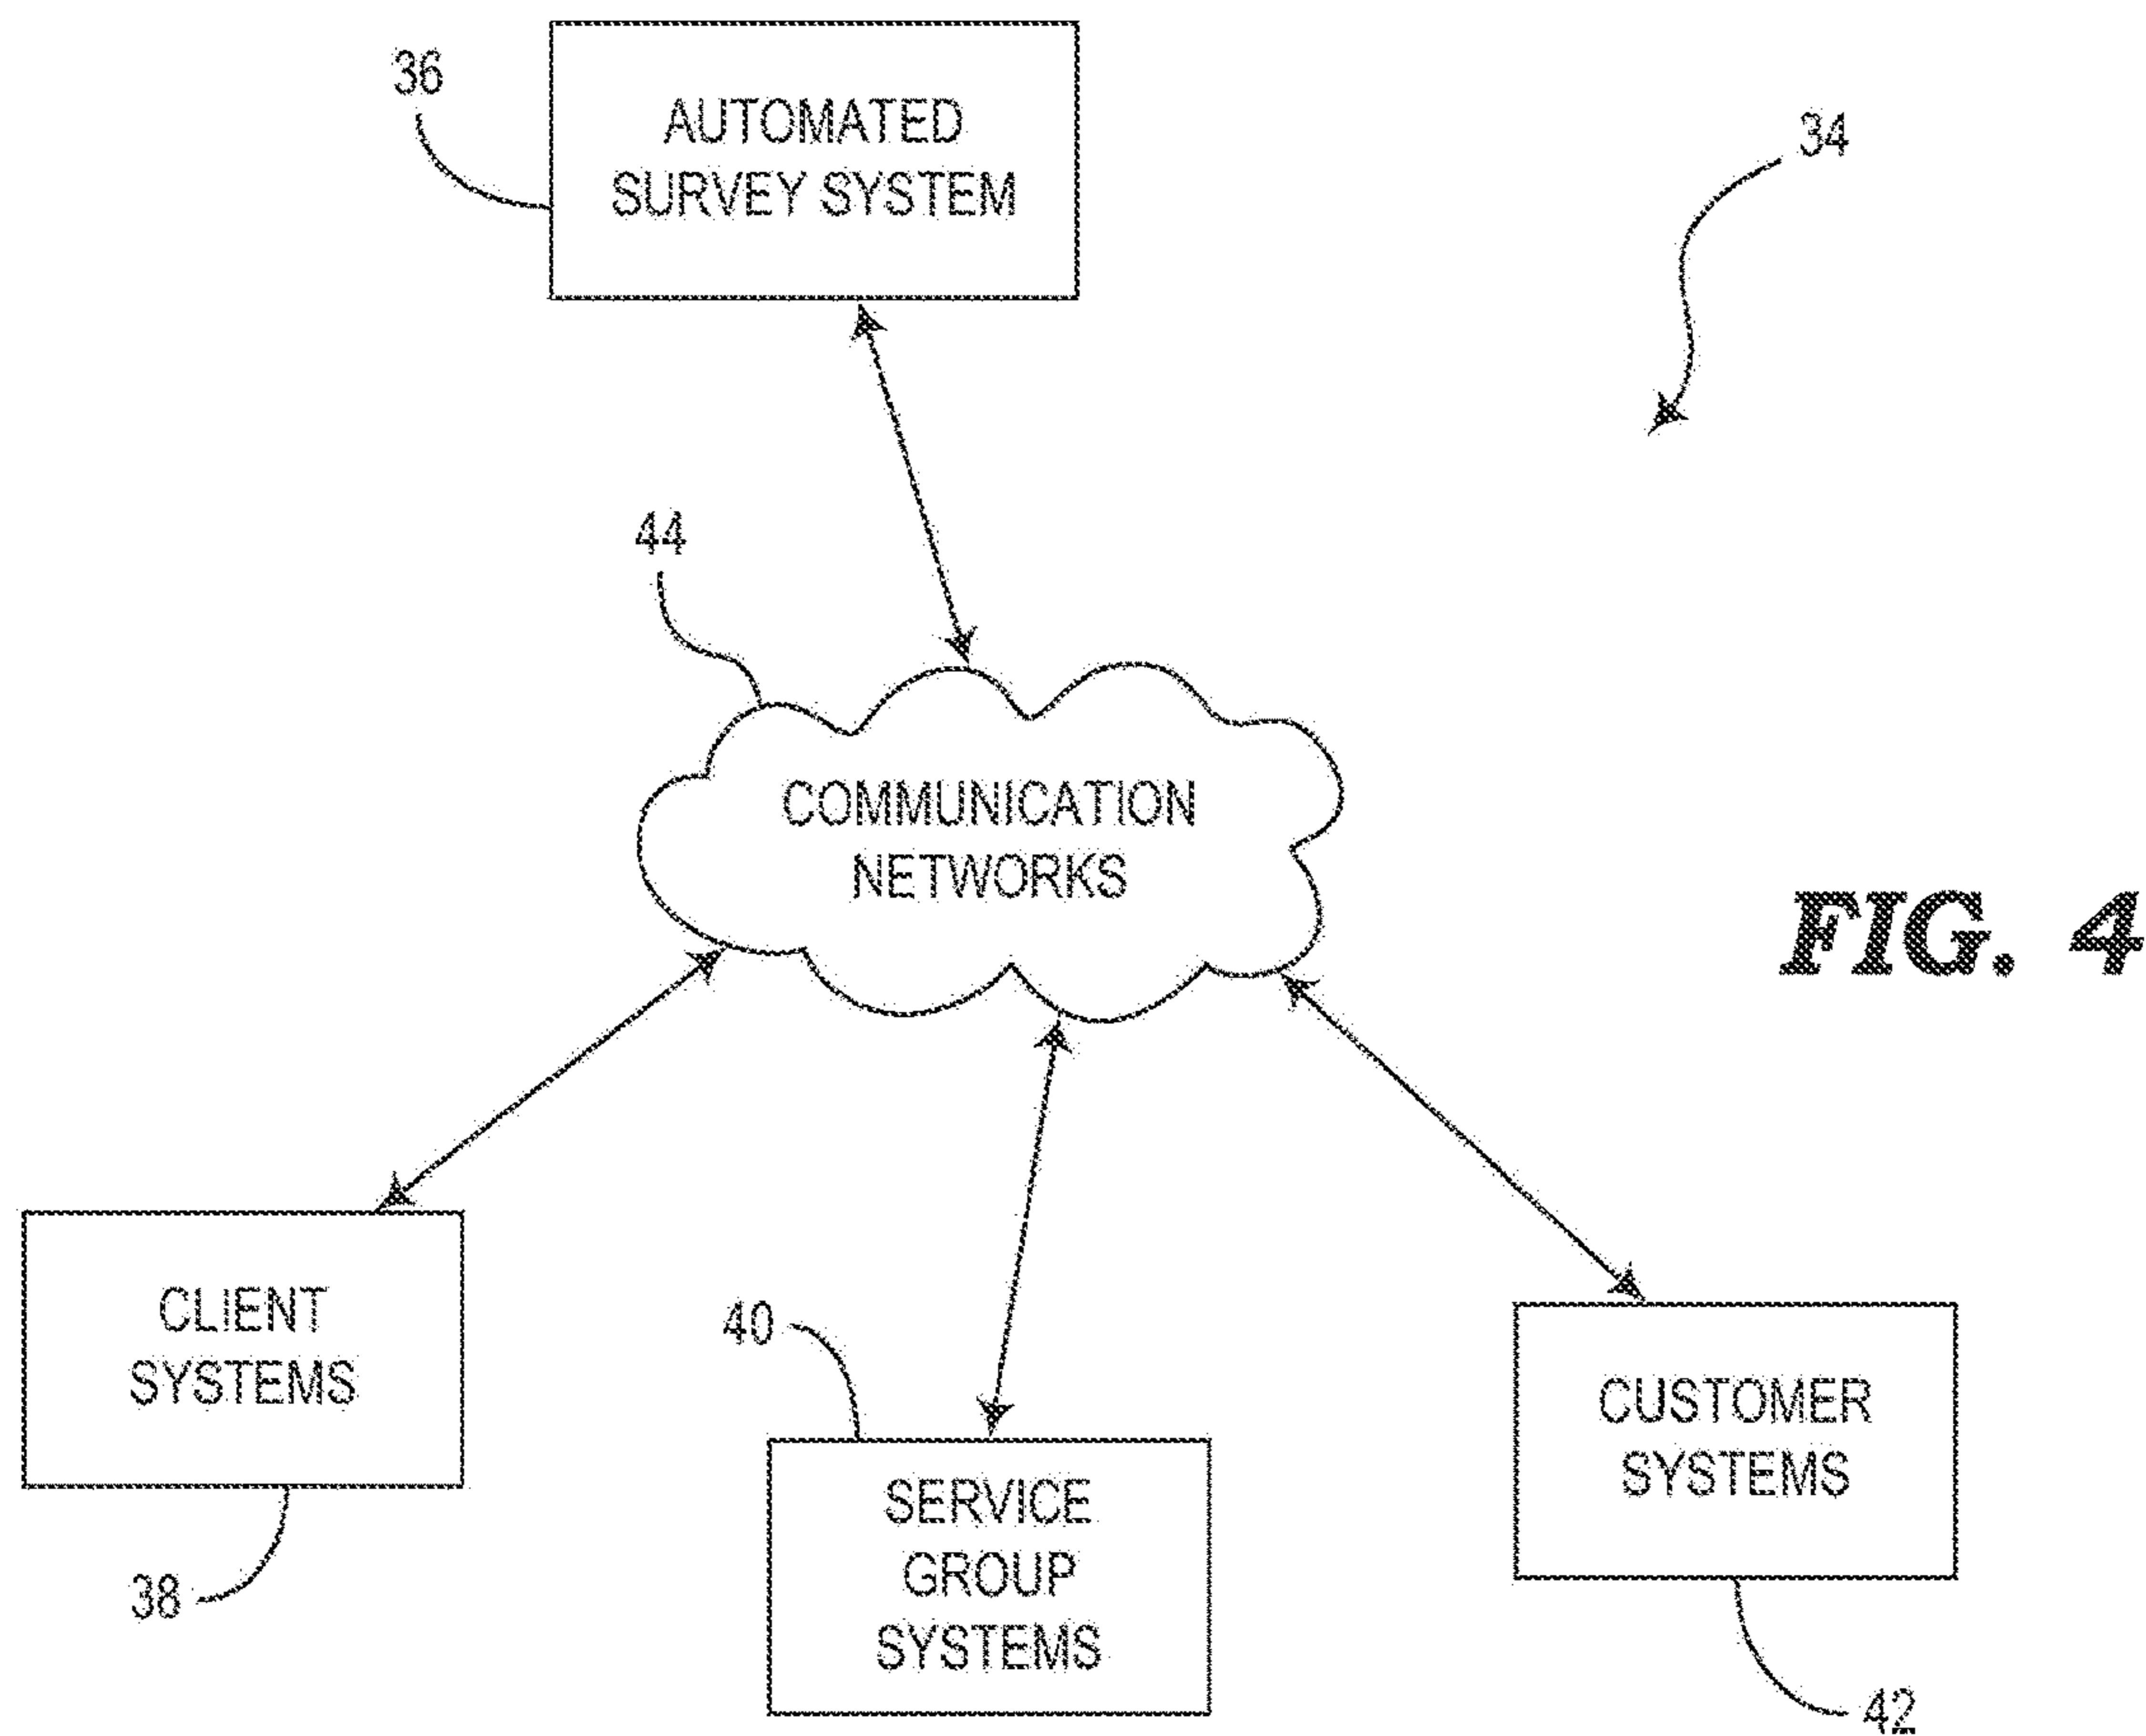 36
AUTOMATED
SURVEY SYSTEM
34
44
COMMUNICATION
NETWORKS
FIG. 4
CLIENT
SYSTEMS
38
40
SERVICE
GROUP
SYSTEMS
CUSTOMER
SYSTEMS
42